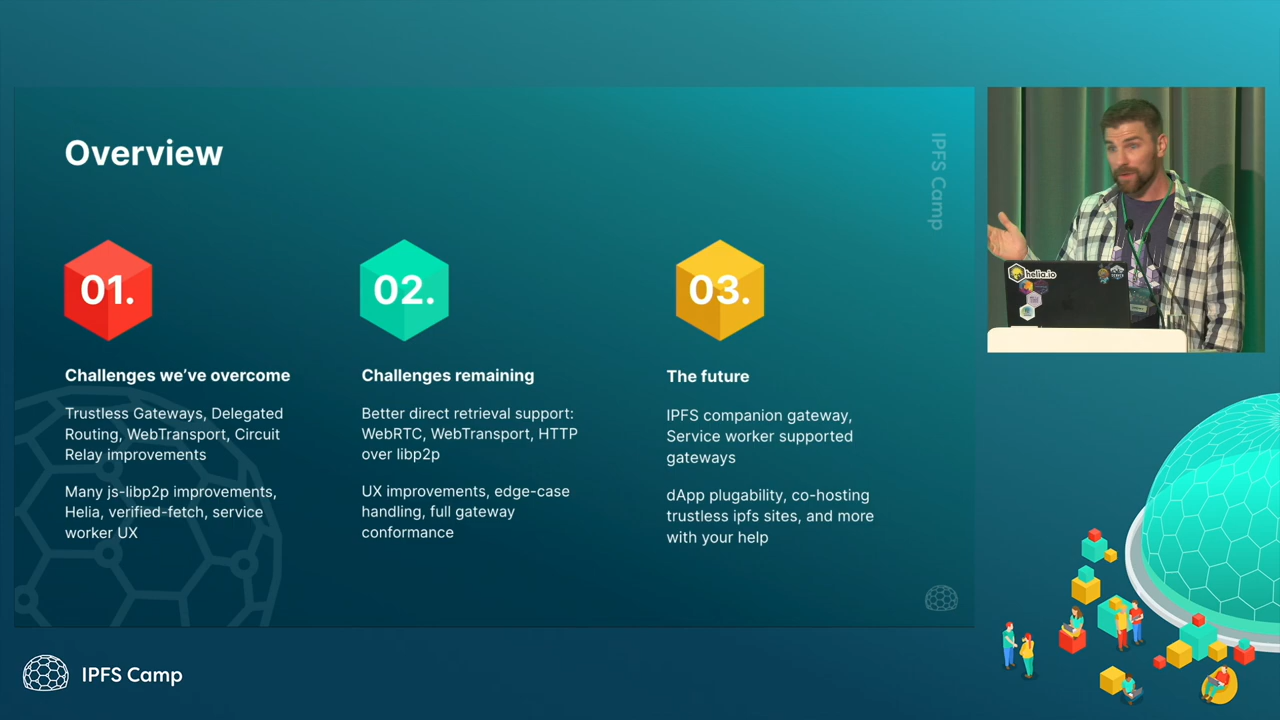 Overview
IPFS Camp
01.
02.
03.
Challenges we've overcome
Trustless Gateways, Delegated
Routing, WebTransport, Circuit
Relay improvements
Many js-libp2p improvements,
Helia, verified-fetch, service
worker UX
Challenges remaining
Better direct retrieval support:
WebRTC, WebTransport, HTTP
over libp2p
UX improvements, edge-case
handling, full gateway
conformance
The future
IPFS companion gateway,
Service worker supported
gateways
dApp plugability, co-hosting
trustless ipfs sites, and more
with your help
helia.io
IPFS Camp